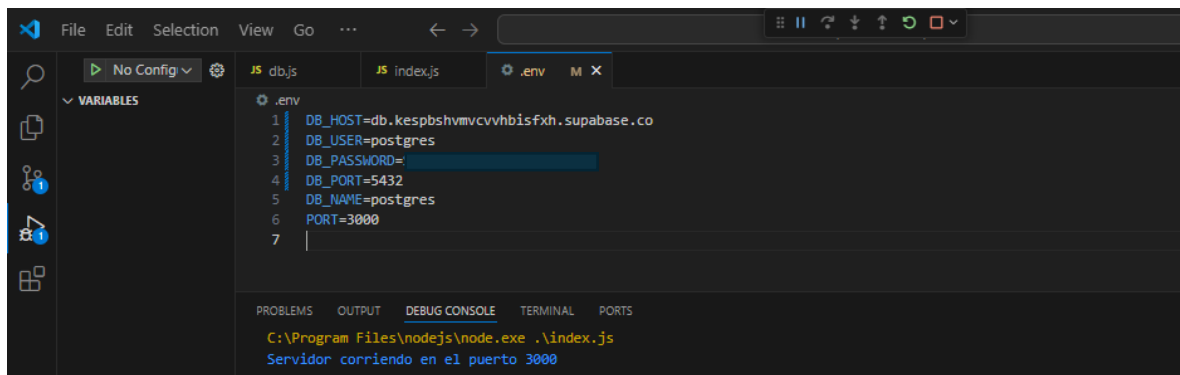 File Edit Selection View Go ···
No Config
JS db.js JS index.js .env M
VARIABLES
.env
1 DB_HOST=db.kespbshvmvcvvhbisfxh.supabase.co
2 DB_USER=postgres
3 DB_PASSWORD=
4 DB_PORT=5432
5 DB_NAME=postgres
6 PORT=3000
7
1
1
PROBLEMS OUTPUT DEBUG CONSOLE TERMINAL PORTS
C:\Program Files\nodejs\node.exe .\index.js
Servidor corriendo en el puerto 3000